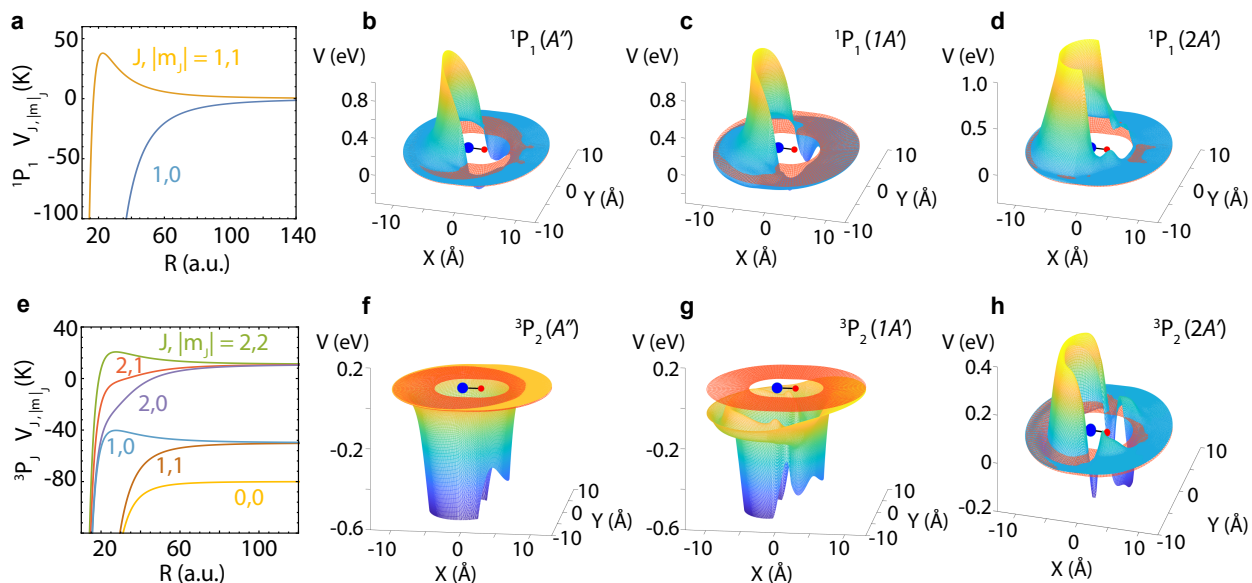 a
50
0
-50
-100
¹P₁ V_J,|m|_J (K)
J, |m_J| = 1,1
1,0
20
60
100
140
R (a.u.)
b
V (eV)
¹P₁ (A″)
0.8
0.4
0
-10
0
10
X (Å)
10
0
-10
Y (Å)
c
V (eV)
¹P₁ (1A′)
0.8
0.4
0
-10
0
10
X (Å)
10
0
-10
Y (Å)
d
V (eV)
¹P₁ (2A′)
1.0
0.8
0.4
0
-10
0
10
X (Å)
10
0
-10
Y (Å)
e
40
0
-40
-80
³P_J V_J,|m|_J (K)
J, |m_J| = 2,2
2,1
2,0
1,0
1,1
0,0
20
60
100
R (a.u.)
f
V (eV)
³P₂ (A″)
0.2
-0.2
-0.6
-10
0
10
X (Å)
10
0
-10
Y (Å)
g
V (eV)
³P₂ (1A′)
0.2
-0.2
-0.6
-10
0
10
X (Å)
10
0
-10
Y (Å)
h
V (eV)
³P₂ (2A′)
0.4
0.2
0
-0.2
-10
0
10
X (Å)
10
0
-10
Y (Å)